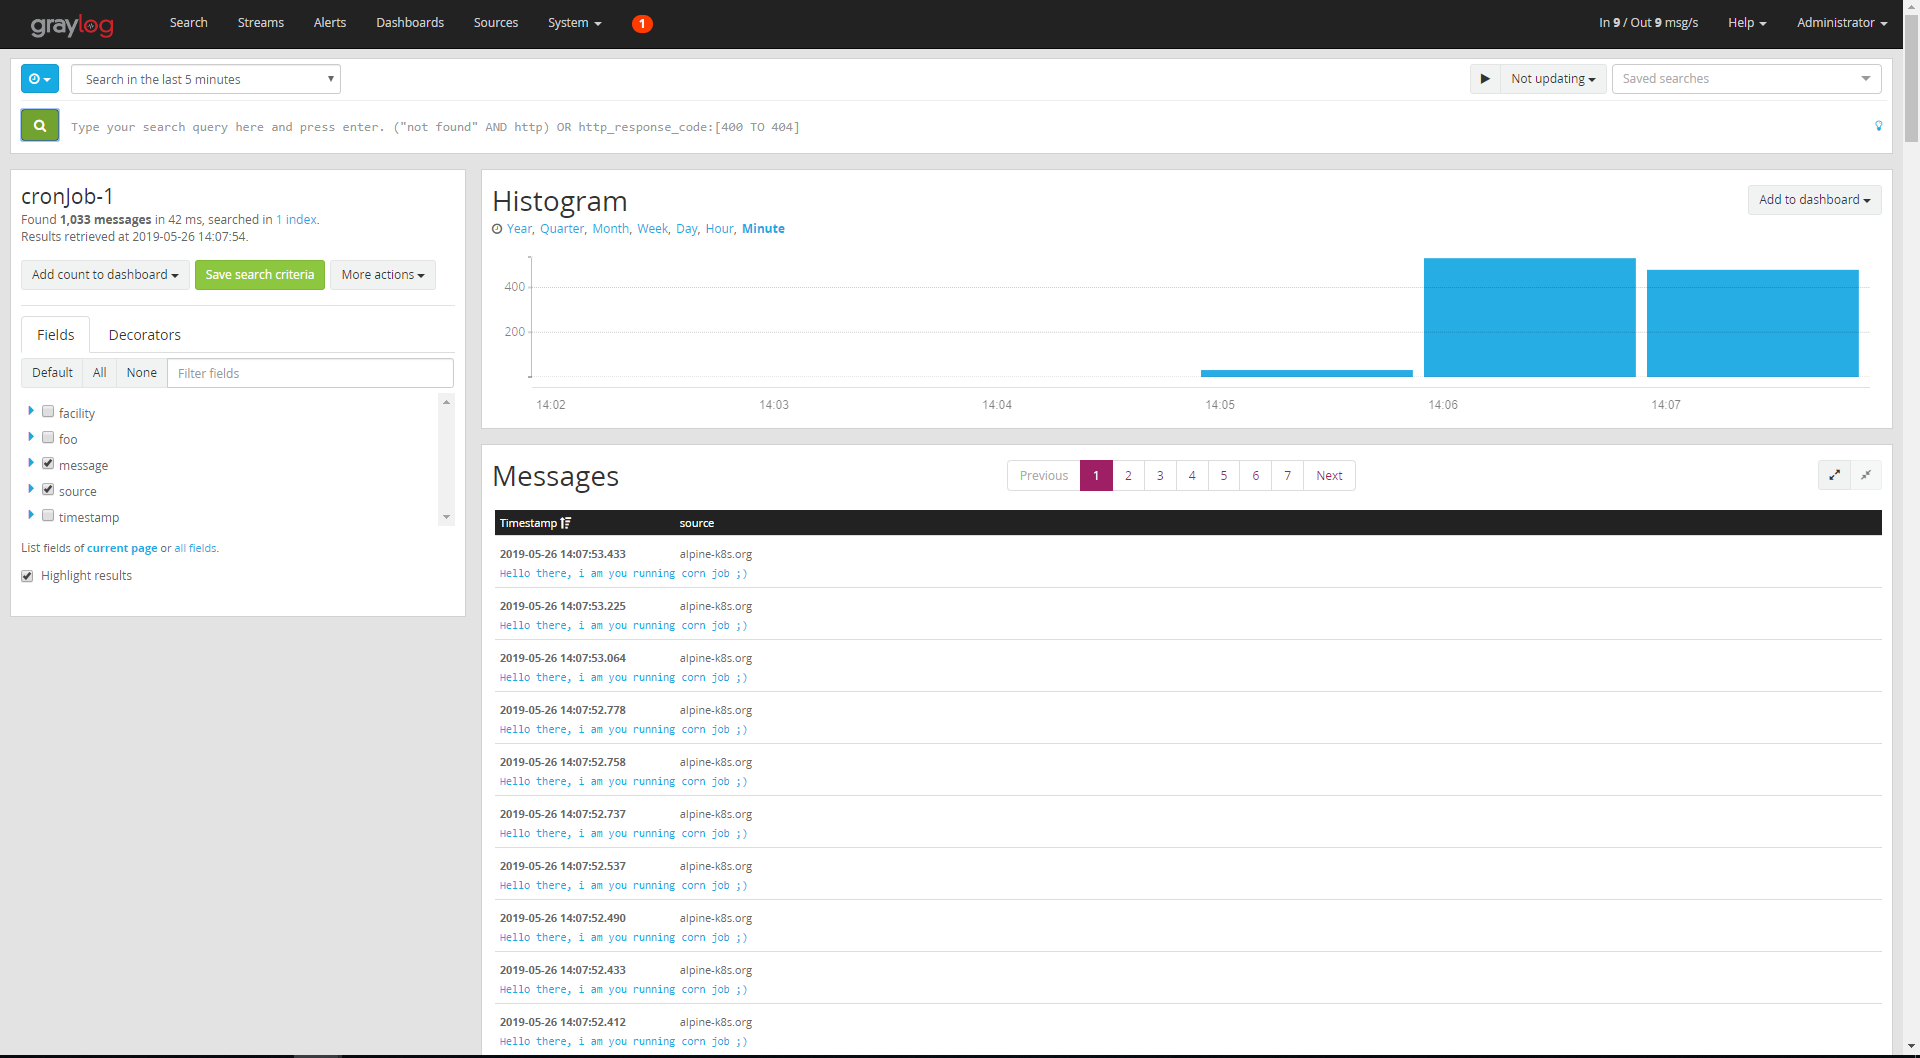 graylog Search Streams Alerts Dashboards Sources System 1 In 9 / Out 9 msg/s Help Administrator
Search in the last 5 minutes Not updating Saved searches
Type your search query here and press enter. ("not found" AND http) OR http_response_code:[400 TO 404]
cronJob-1
Found 1,033 messages in 42 ms, searched in 1 index.
Results retrieved at 2019-05-26 14:07:54.
Add count to dashboard Save search criteria More actions
Fields Decorators
Default All None Filter fields
facility
foo
message
source
timestamp
List fields of current page or all fields.
Highlight results
Histogram Add to dashboard
Year, Quarter, Month, Week, Day, Hour, Minute
400
200
14:02 14:03 14:04 14:05 14:06 14:07
Messages Previous 1 2 3 4 5 6 7 Next
Timestamp source
2019-05-26 14:07:53.433 alpine-k8s.org
Hello there, i am you running corn job ;)
2019-05-26 14:07:53.225 alpine-k8s.org
Hello there, i am you running corn job ;)
2019-05-26 14:07:53.064 alpine-k8s.org
Hello there, i am you running corn job ;)
2019-05-26 14:07:52.778 alpine-k8s.org
Hello there, i am you running corn job ;)
2019-05-26 14:07:52.758 alpine-k8s.org
Hello there, i am you running corn job ;)
2019-05-26 14:07:52.737 alpine-k8s.org
Hello there, i am you running corn job ;)
2019-05-26 14:07:52.537 alpine-k8s.org
Hello there, i am you running corn job ;)
2019-05-26 14:07:52.490 alpine-k8s.org
Hello there, i am you running corn job ;)
2019-05-26 14:07:52.433 alpine-k8s.org
Hello there, i am you running corn job ;)
2019-05-26 14:07:52.412 alpine-k8s.org
Hello there, i am you running corn job ;)